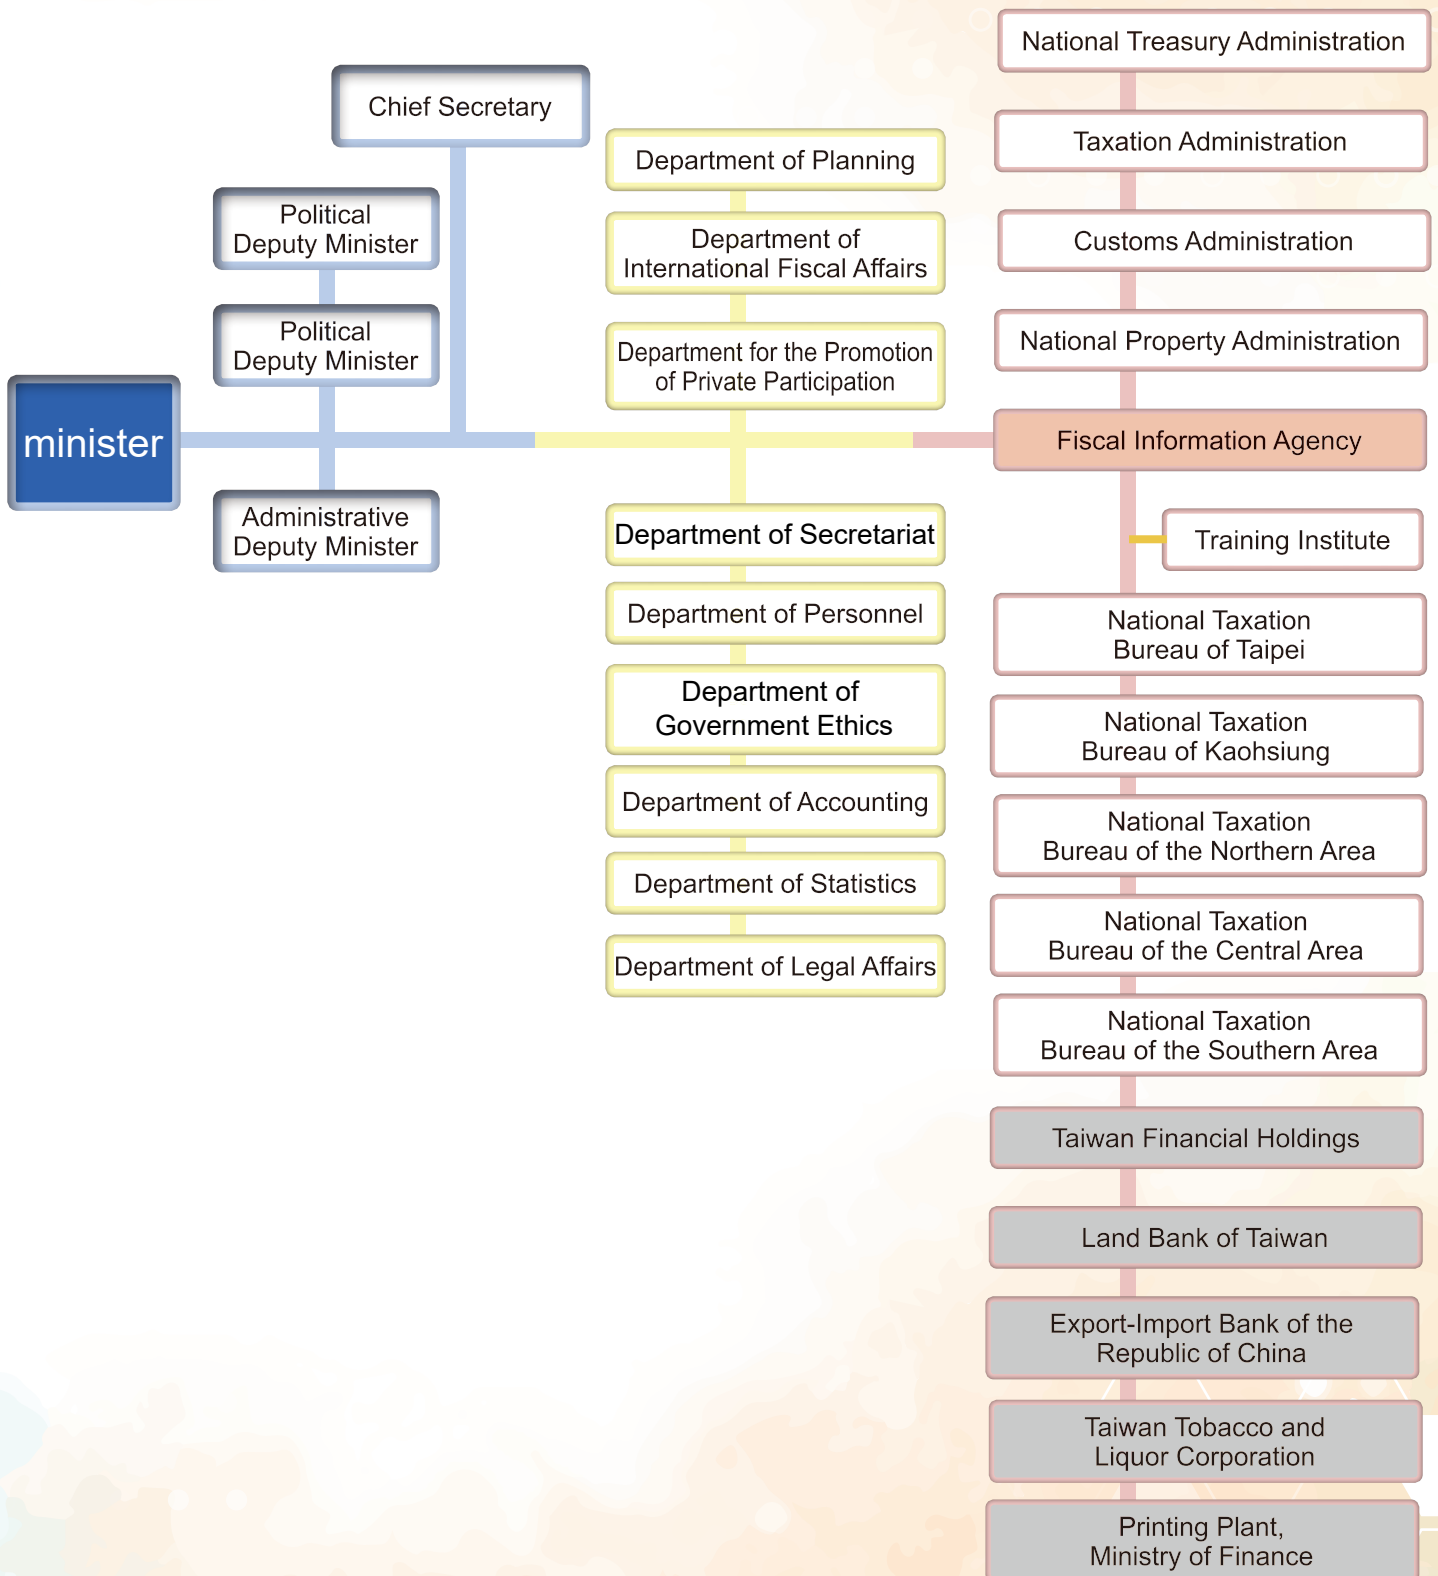 minister
Political
Deputy Minister
Political
Deputy Minister
Administrative
Deputy Minister
Chief Secretary
Department of Planning
Department of
International Fiscal Affairs
Department for the Promotion
of Private Participation
Department of Secretariat
Department of Personnel
Department of
Government Ethics
Department of Accounting
Department of Statistics
Department of Legal Affairs
National Treasury Administration
Taxation Administration
Customs Administration
National Property Administration
Fiscal Information Agency
Training Institute
National Taxation
Bureau of Taipei
National Taxation
Bureau of Kaohsiung
National Taxation
Bureau of the Northern Area
National Taxation
Bureau of the Central Area
National Taxation
Bureau of the Southern Area
Taiwan Financial Holdings
Land Bank of Taiwan
Export-Import Bank of the
Republic of China
Taiwan Tobacco and
Liquor Corporation
Printing Plant,
Ministry of Finance